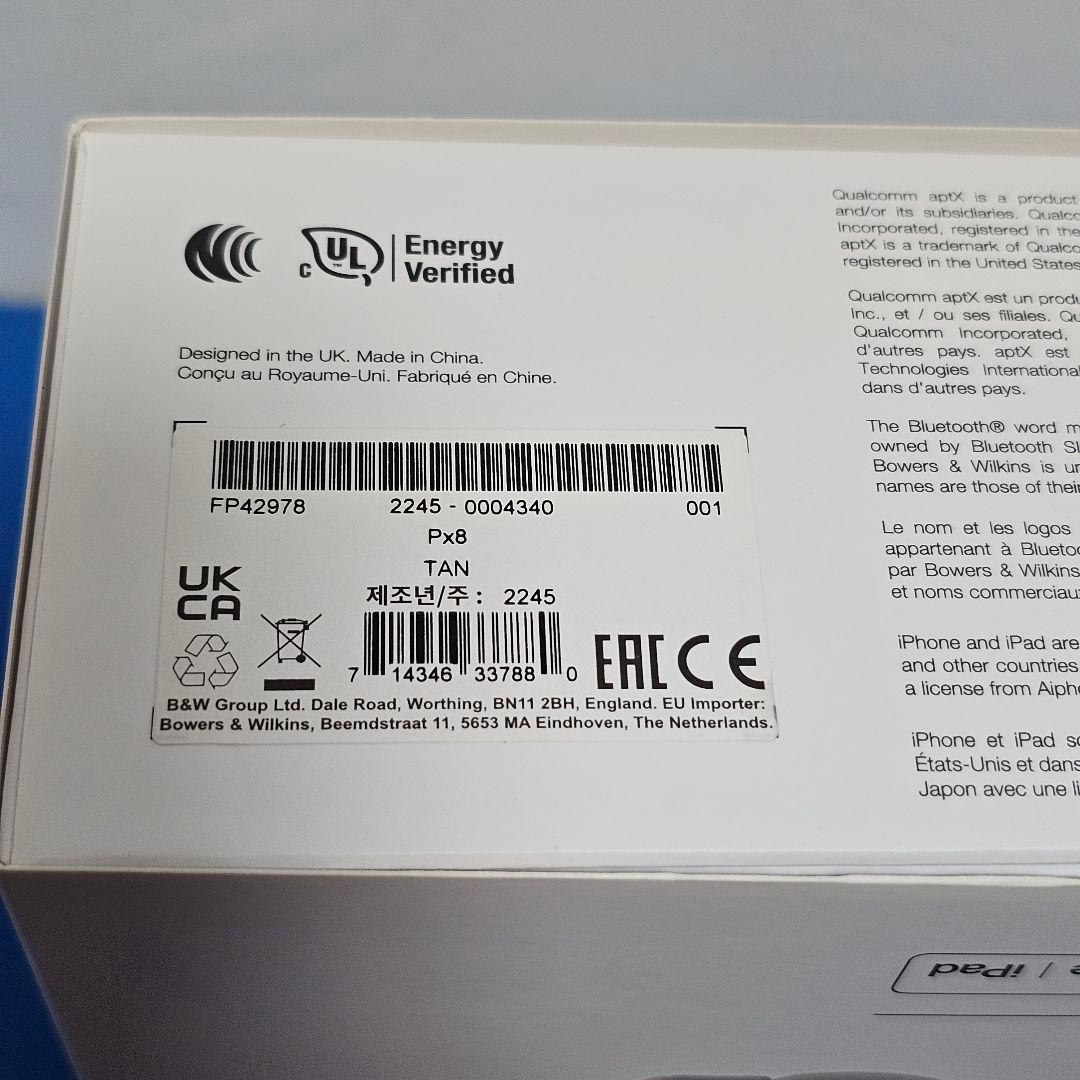 C UL ™ Energy
Verified
Designed in the UK. Made in China.
Conçu au Royaume-Uni. Fabriqué en Chine.
FP42978 2245 - 0004340 001
Px8
TAN
제조년/주 : 2245
UK
CA
7 14346 33788 0
EAC CE
B&W Group Ltd. Dale Road, Worthing, BN11 2BH, England. EU Importer:
Bowers & Wilkins, Beemdstraat 11, 5653 MA Eindhoven, The Netherlands.
Qualcomm aptX is a product
and/or its subsidiaries.
Incorporated, registered in the
aptX is a trademark of
registered in the United States
Qualcomm aptX est un
Inc., et / ou ses filiales.
Qualcomm Incorporated,
d'autres pays. aptX est
Technologies International
dans d'autres pays.
The Bluetooth® word
owned by Bluetooth
Bowers & Wilkins is
names are those of their
Le nom et les logos
appartenant à
par Bowers & Wilkins
et noms
iPhone and iPad are
and other countries
a license from
iPhone et iPad
États-Unis et dans
Japon avec une
/ iPad